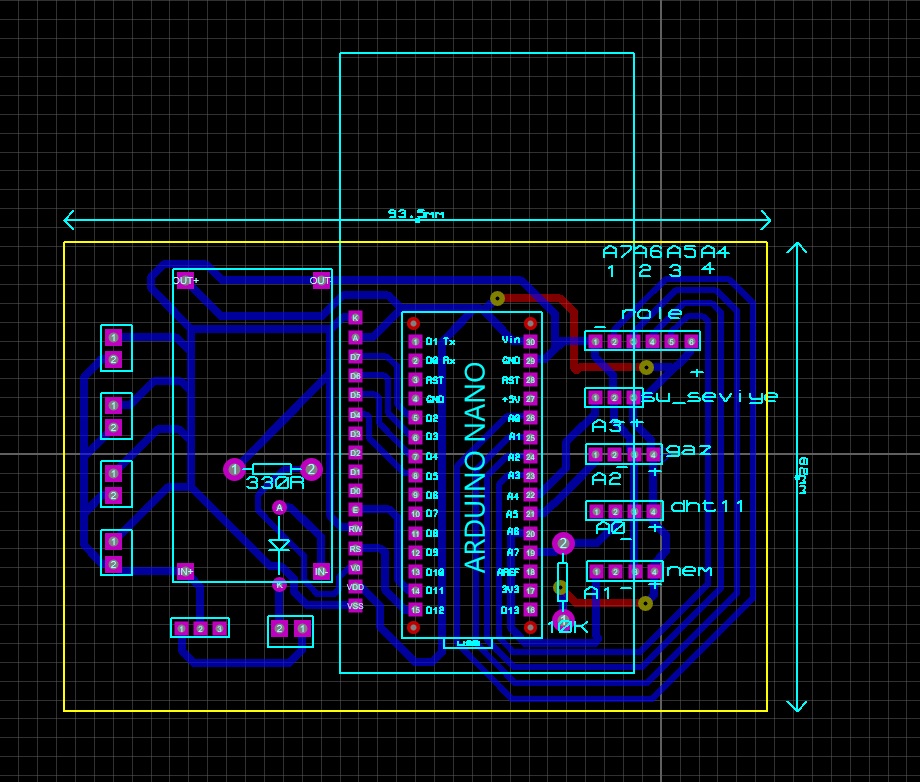 93.5mm
A7A6A5A4
1 2 3 4
role
-
1 2 3 4 5 6
+
OUT+
OUT-
K
A
D7
D6
D5
D4
D3
D2
D1
D0
E
RW
RS
V0
VDD
VSS
1 D1 Tx
2 D0 Rx
3 RST
4 GND
5 D2
6 D3
7 D4
8 D5
9 D6
10 D7
11 D8
12 D9
13 D10
14 D11
15 D12
ARDUINO NANO
Vin 30
GND 29
RST 28
+5V 27
A0 26
A1 25
A2 24
A3 23
A4 22
A5 21
A6 20
A7 19
AREF 18
3V3 17
D13 16
1
2
1
2
1
2
1
2
1 2
330R
A
K
IN+
IN-
1 2 3
2 1
1 2 3
su_seviye
A3 +
gaz
1 2 3 4
A2 - +
dht11
1 2 3 4
A0 - +
nem
1 2 3 4
A1 -
2
1
10K